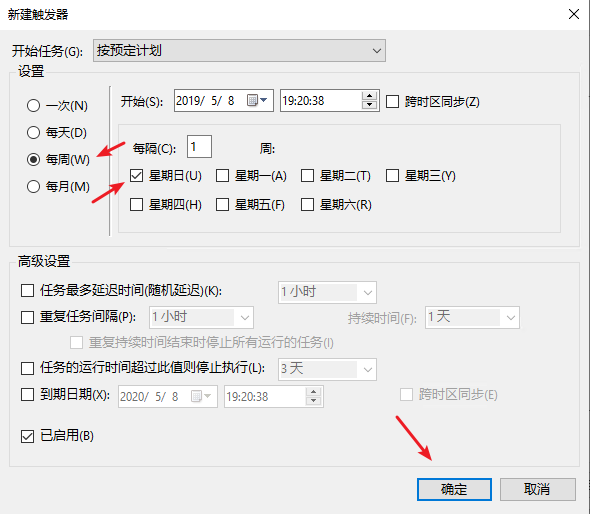 新建触发器
开始任务(G): 按预定计划
设置
一次(N)
每天(D)
每周(W)
每月(M)
开始(S): 2019/ 5/ 8 19:20:38 跨时区同步(Z)
每隔(C): 1 周:
星期日(U) 星期一(A) 星期二(T) 星期三(Y)
星期四(H) 星期五(F) 星期六(R)
高级设置
任务最多延迟时间(随机延迟)(K): 1 小时
重复任务间隔(P): 1 小时 持续时间(F): 1 天
重复持续时间结束时停止所有运行的任务(I)
任务的运行时间超过此值则停止执行(L): 3 天
到期日期(X): 2020/ 5/ 8 19:20:38 跨时区同步(E)
已启用(B)
确定 取消